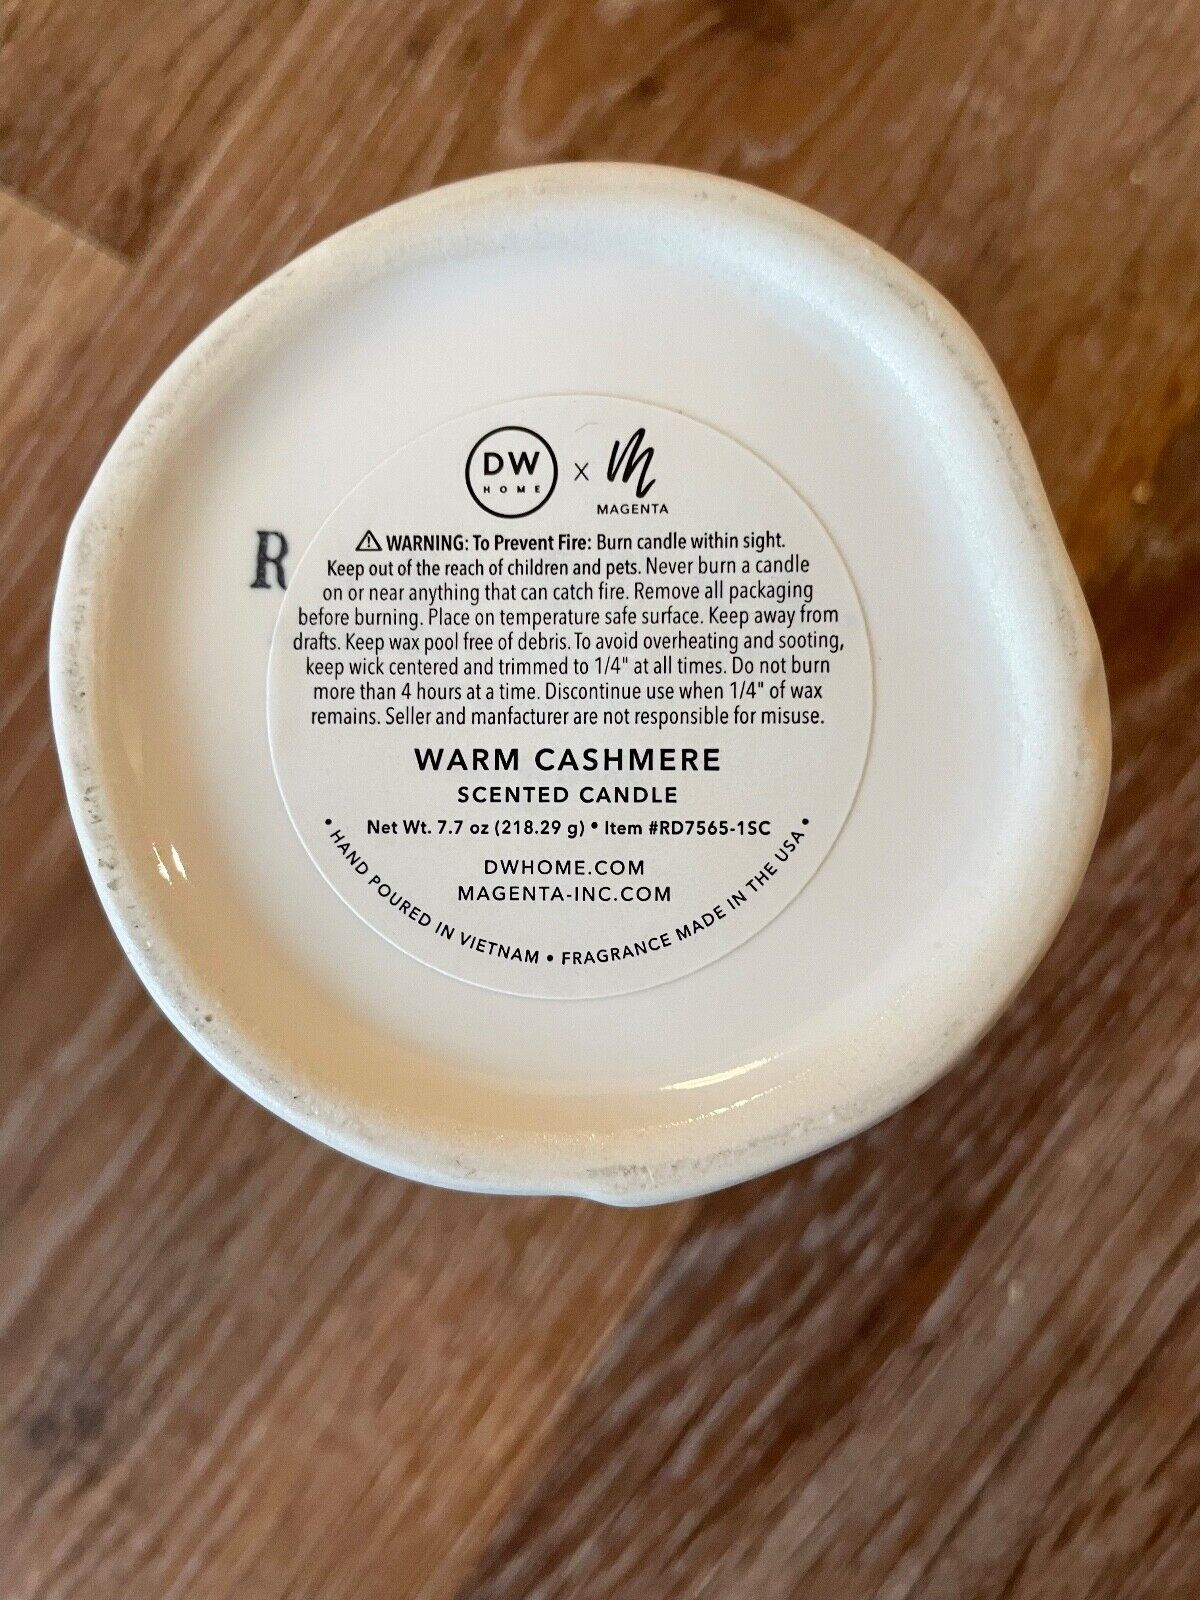 DW
HOME
X
M
MAGENTA
R
⚠ WARNING: To Prevent Fire: Burn candle within sight.
Keep out of the reach of children and pets. Never burn a candle
on or near anything that can catch fire. Remove all packaging
before burning. Place on temperature safe surface. Keep away from
drafts. Keep wax pool free of debris. To avoid overheating and sooting,
keep wick centered and trimmed to 1/4" at all times. Do not burn
more than 4 hours at a time. Discontinue use when 1/4" of wax
remains. Seller and manfacturer are not responsible for misuse.
WARM CASHMERE
SCENTED CANDLE
Net Wt. 7.7 oz (218.29 g) • Item #RD7565-1SC
DWHOME.COM
MAGENTA-INC.COM
• HAND POURED IN VIETNAM • FRAGRANCE MADE IN THE USA •